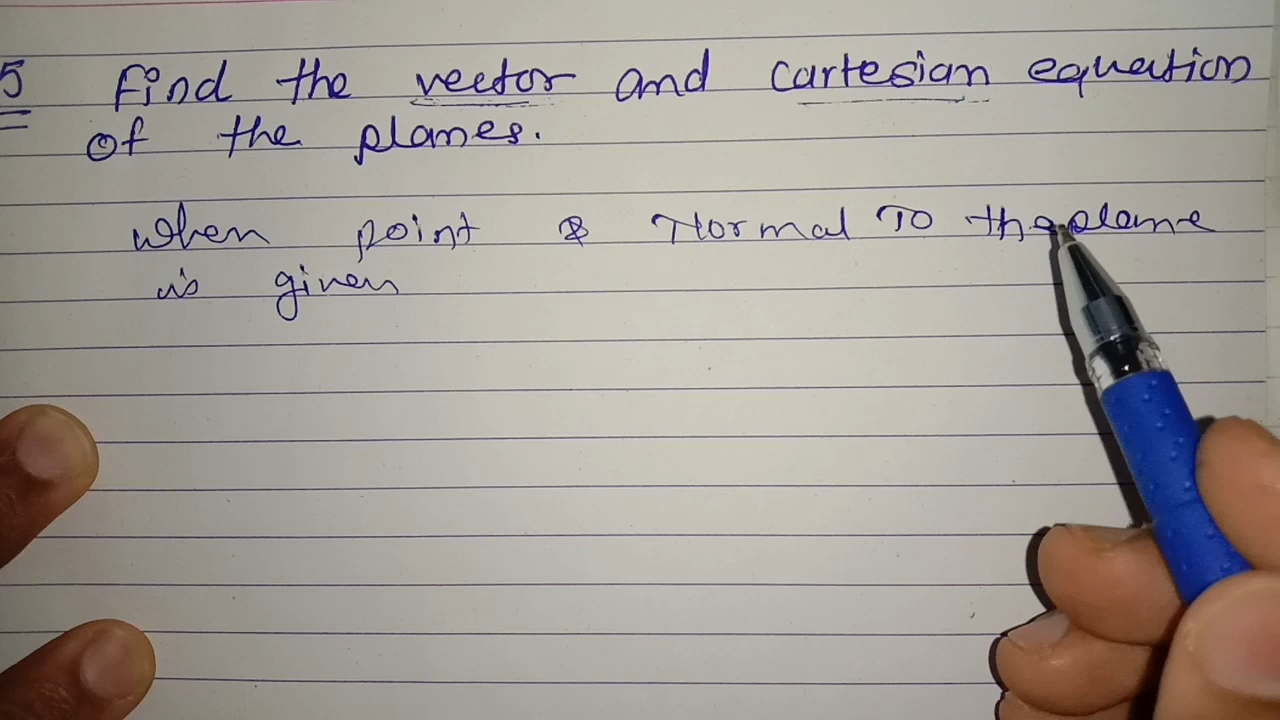 5 Find the vector and cartesian equation
of the planes.
when point & Normal To the plane
is given